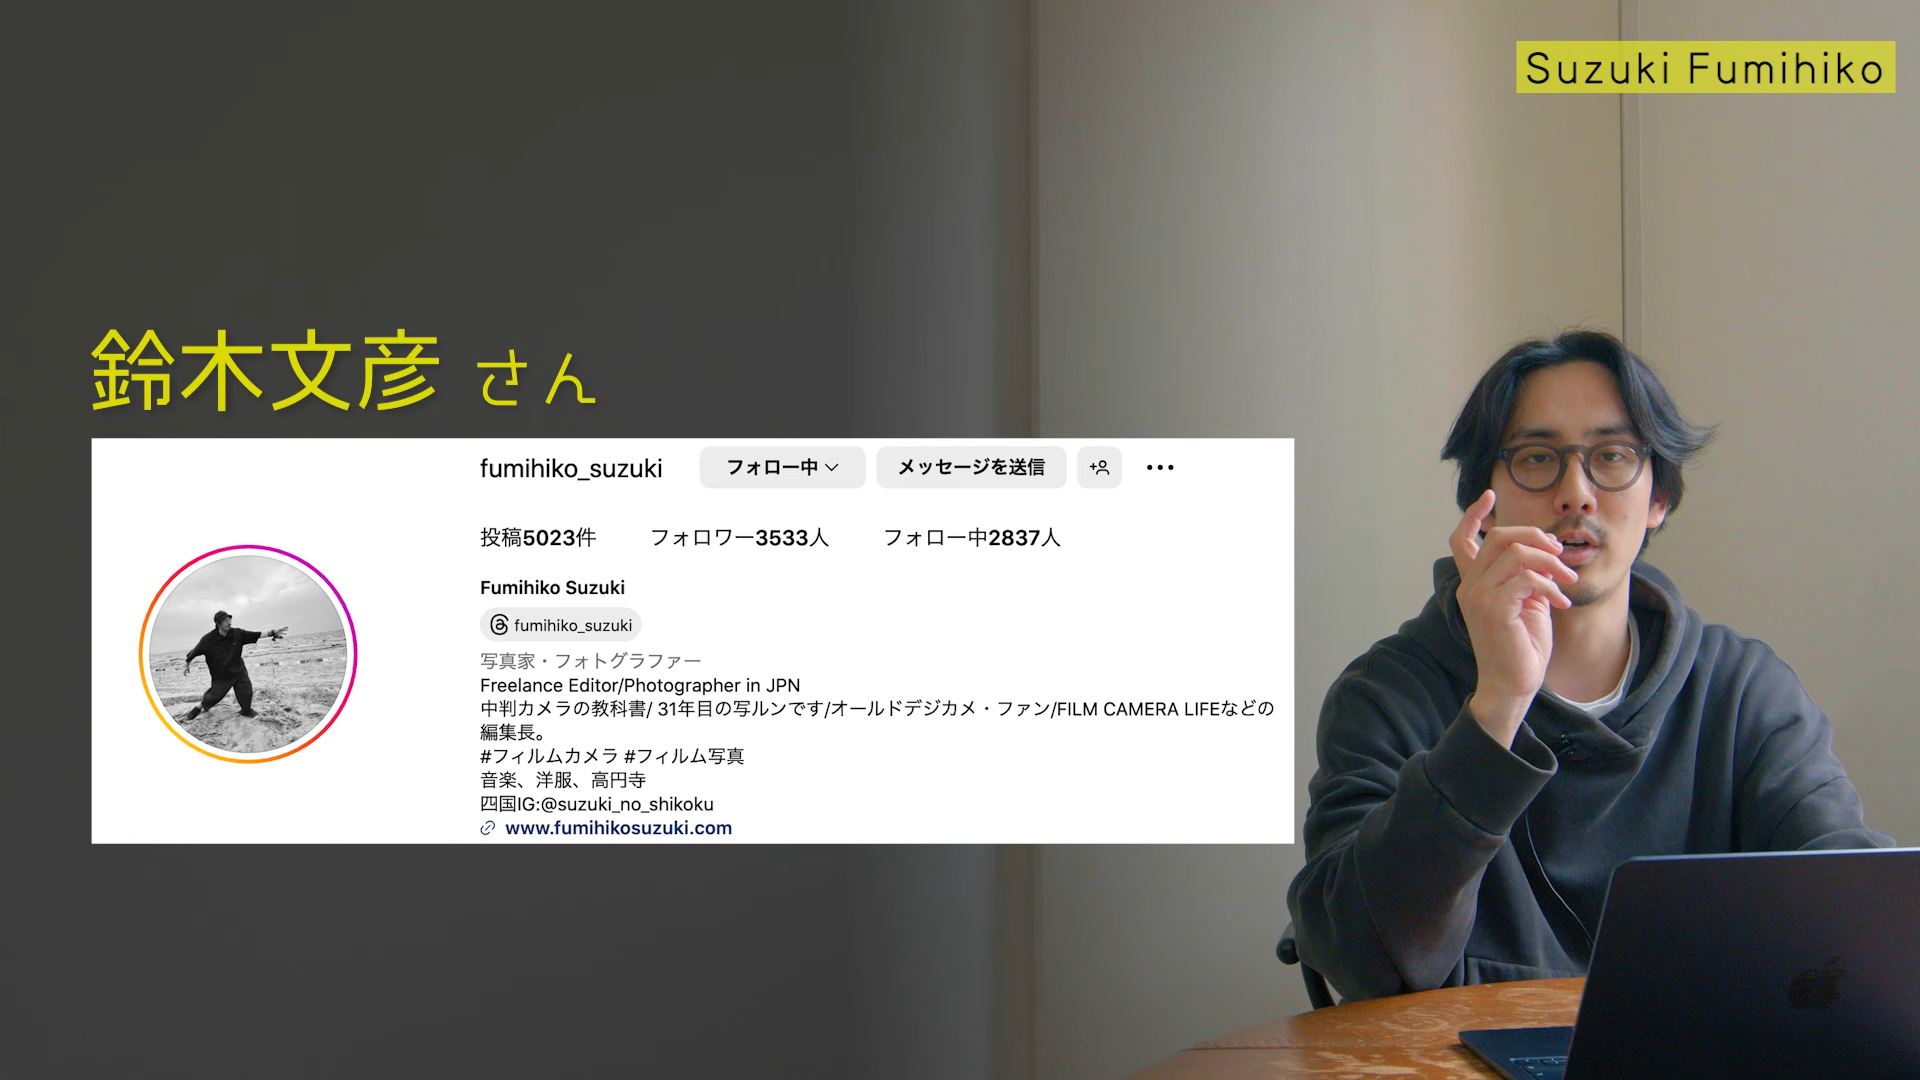 Suzuki Fumihiko
鈴木文彦 さん
fumihiko_suzuki フォロー中 メッセージを送信
投稿5023件 フォロワー3533人 フォロー中2837人
Fumihiko Suzuki
fumihiko_suzuki
写真家・フォトグラファー
Freelance Editor/Photographer in JPN
中判カメラの教科書/ 31年目の写ルンです/オールドデジカメ・ファン/FILM CAMERA LIFEなどの
編集長。
#フィルムカメラ #フィルム写真
音楽、洋服、高円寺
四国IG:@suzuki_no_shikoku
www.fumihikosuzuki.com